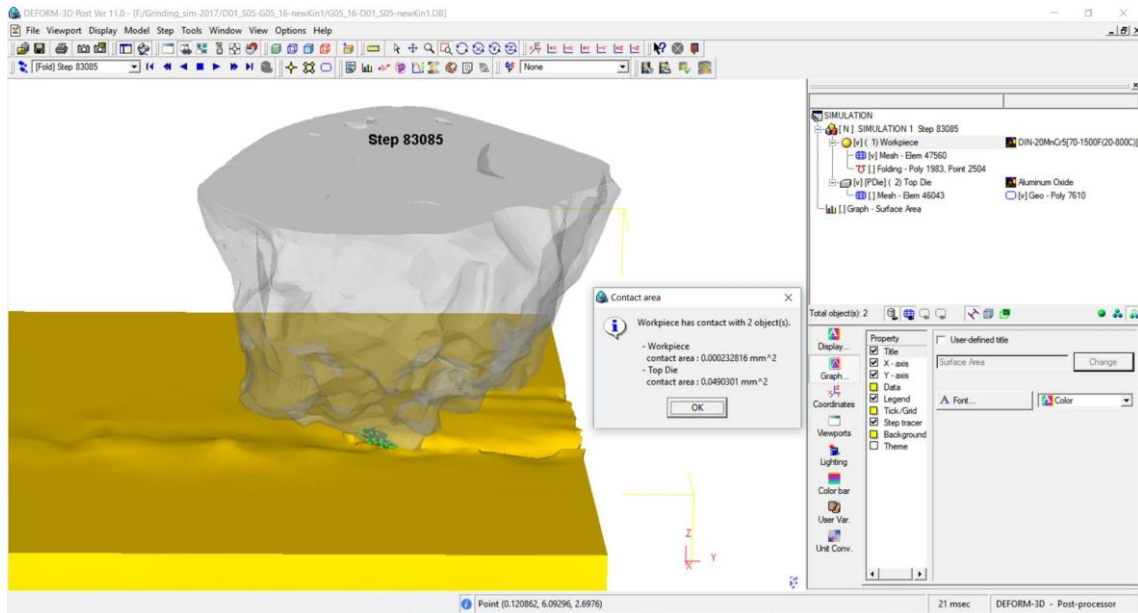 DEFORM-3D Post Ver 11.0 - [F:/Grinding_sim-2017/D01_S05-G05_16-newKin1/G05_16-D01_S05-newKin1.DB]
File Viewport Display Model Step Tools Window View Options Help
[Fold] Step 83085
None
Step 83085
SIMULATION
[N] SIMULATION 1 Step 83085
[v] ( 1) Workpiece
DIN-20MnCr5[70-1500F(20-800C)]
[v] Mesh - Elem 47560
[.] Folding - Poly 1983, Point 2504
[v] [PDie] ( 2) Top Die
Aluminum Oxide
[.] Mesh - Elem 46043
[v] Geo - Poly 7610
[.] Graph - Surface Area
Contact area
Workpiece has contact with 2 object(s).
- Workpiece
contact area : 0.000232816 mm^2
- Top Die
contact area : 0.0490301 mm^2
OK
Total object(s): 2
Display...
Graph...
Coordinates
Viewports
Lighting
Color bar
User Var.
Unit Conv.
Property
Title
X - axis
Y - axis
Data
Legend
Tick/Grid
Step tracer
Background
Theme
User-defined title
Surface Area
Change
A Font...
Color
Z
Y
X
Point (0.120862, 6.09296, 2.6976)
21 msec
DEFORM-3D - Post-processor